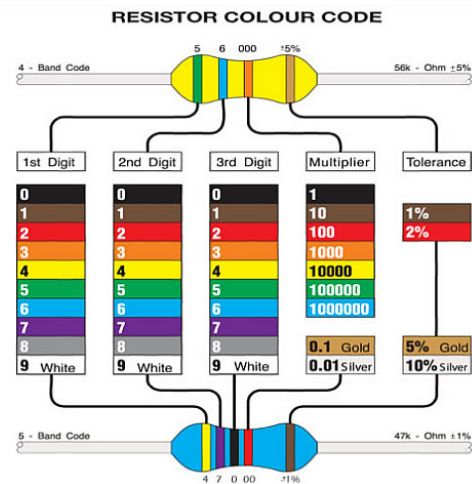 RESISTOR COLOUR CODE
5 6 000 ±5%
4 - Band Code 56k - Ohm ±5%
1st Digit 2nd Digit 3rd Digit Multiplier Tolerance
0 0 0 1
1 1 1 10 1%
2 2 2 100 2%
3 3 3 1000
4 4 4 10000
5 5 5 100000
6 6 6 1000000
7 7 7
8 8 8 0.1 Gold 5% Gold
9 White 9 White 9 White 0.01 Silver 10% Silver
5 - Band Code 47k - Ohm ±1%
4 7 0 00 ±1%